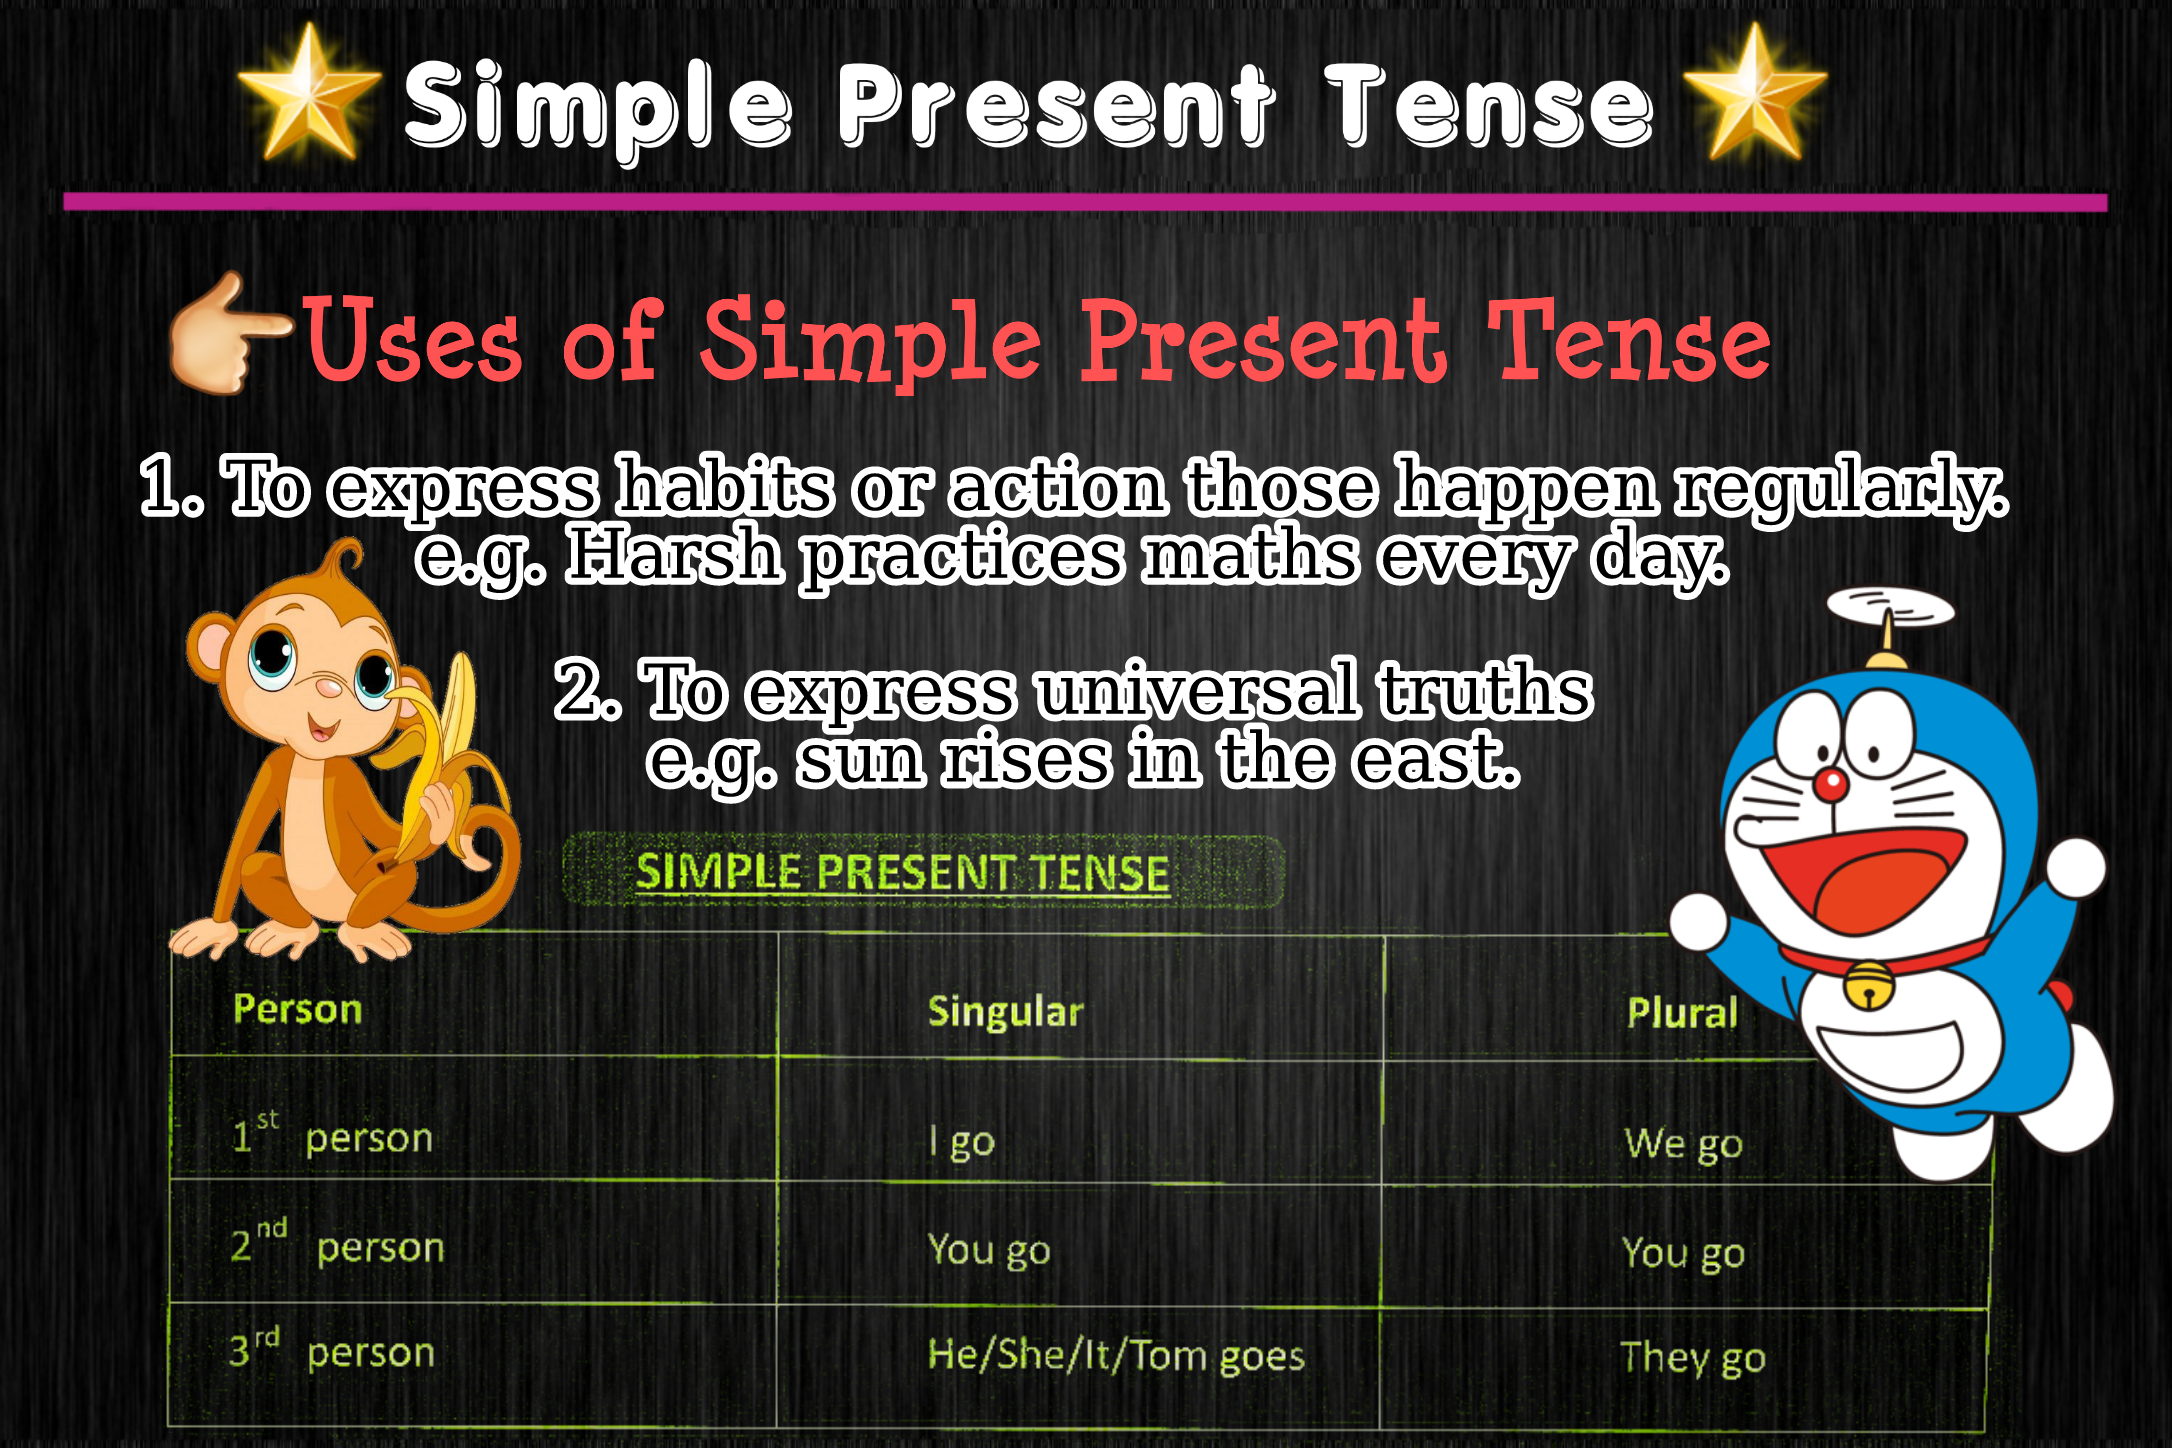 Simple Present Tense
Uses of Simple Present Tense
1. To express habits or action those happen regularly.
e.g. Harsh practices maths every day.
2. To express universal truths
e.g. sun rises in the east.
SIMPLE PRESENT TENSE
Person Singular Plural
1st person I go We go
2nd person You go You go
3rd person He/She/It/Tom goes They go